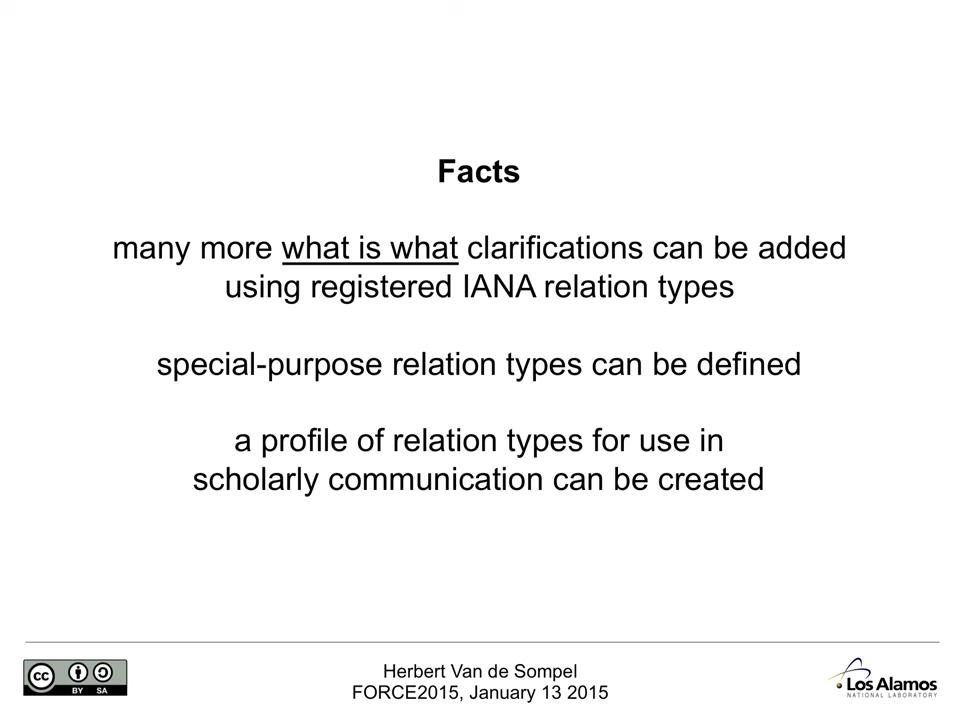 Facts
many more what is what clarifications can be added
using registered IANA relation types
special-purpose relation types can be defined
a profile of relation types for use in
scholarly communication can be created
cc
BY SA
Herbert Van de Sompel
FORCE2015, January 13 2015
Los Alamos
NATIONAL LABORATORY